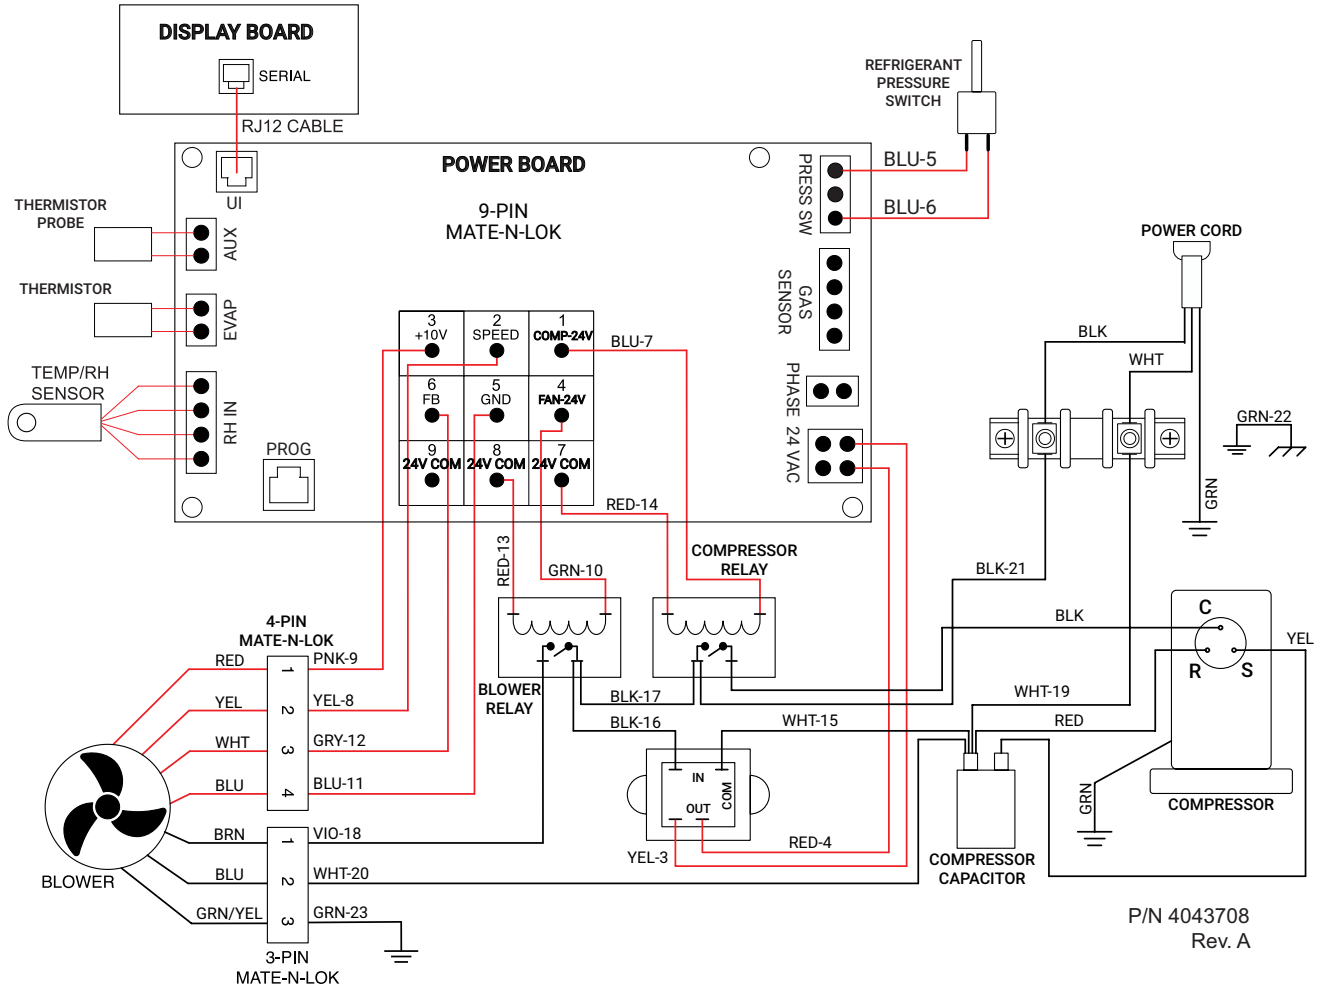 DISPLAY BOARD
SERIAL
RJ12 CABLE
REFRIGERANT
PRESSURE
SWITCH
POWER BOARD
9-PIN
MATE-N-LOK
UI
THERMISTOR
PROBE
AUX
THERMISTOR
EVAP
TEMP/RH
SENSOR
RH IN
PROG
PRESS SW
BLU-5
BLU-6
GAS
SENSOR
PHASE
24 VAC
3
+10V
2
SPEED
1
COMP-24V
6
FB
5
GND
4
FAN-24V
9
24V COM
8
24V COM
7
24V COM
BLU-7
RED-14
RED-13
GRN-10
POWER CORD
BLK
WHT
GRN-22
GRN
BLK-21
COMPRESSOR
RELAY
BLOWER
RELAY
BLK-17
BLK-16
WHT-15
BLK
WHT-19
RED
YEL
C
R
S
GRN
COMPRESSOR
COMPRESSOR
CAPACITOR
IN
OUT
COM
RED-4
YEL-3
4-PIN
MATE-N-LOK
RED
1
PNK-9
YEL
2
YEL-8
WHT
3
GRY-12
BLU
4
BLU-11
BRN
1
VIO-18
BLU
2
WHT-20
GRN/YEL
3
GRN-23
BLOWER
3-PIN
MATE-N-LOK
P/N 4043708
Rev. A